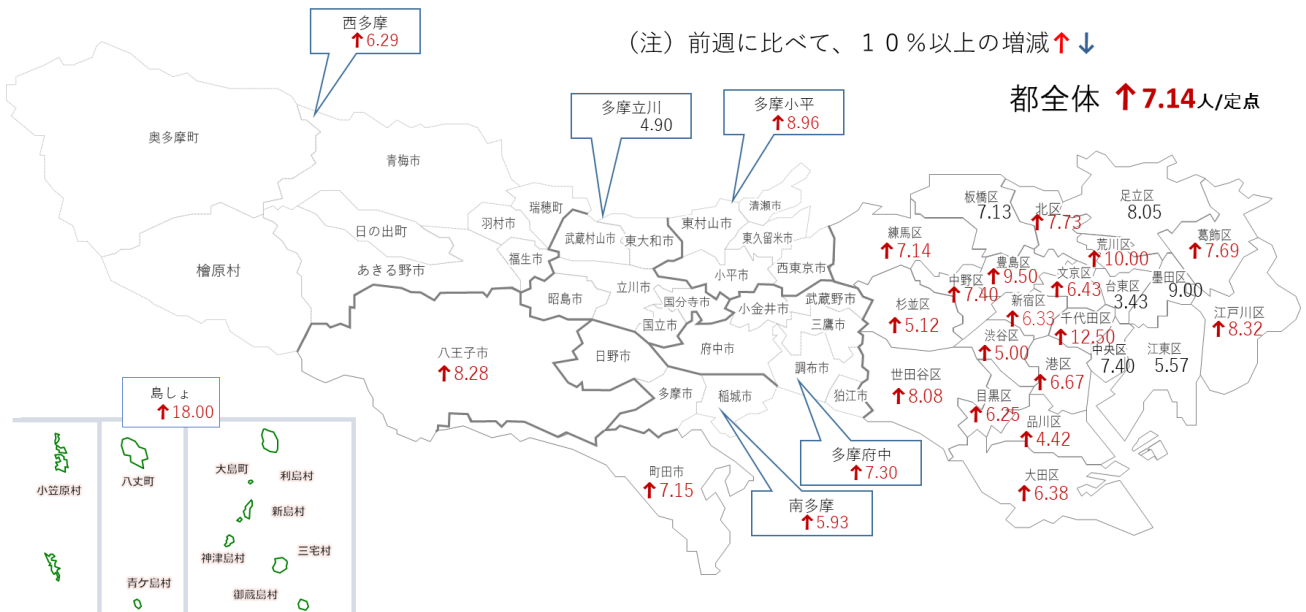 西多摩
↑6.29
（注）前週に比べて、１０％以上の増減↑↓
都全体 ↑7.14人/定点
多摩立川
4.90
多摩小平
↑8.96
奥多摩町
青梅市
瑞穂町
羽村市
日の出町
福生市
あきる野市
檜原村
武蔵村山市
東大和市
東村山市
清瀬市
東久留米市
小平市
西東京市
昭島市
立川市
国分寺市
国立市
小金井市
武蔵野市
三鷹市
府中市
調布市
狛江市
日野市
多摩市
稲城市
八王子市
↑8.28
町田市
↑7.15
多摩府中
↑7.30
南多摩
↑5.93
板橋区
7.13
北区
↑7.73
足立区
8.05
練馬区
↑7.14
荒川区
↑10.00
葛飾区
↑7.69
豊島区
↑9.50
中野区
↑7.40
文京区
↑6.43
台東区
3.43
墨田区
9.00
杉並区
↑5.12
新宿区
↑6.33
千代田区
↑12.50
江戸川区
↑8.32
渋谷区
↑5.00
中央区
7.40
江東区
5.57
港区
↑6.67
世田谷区
↑8.08
目黒区
↑6.25
品川区
↑4.42
大田区
↑6.38
島しょ
↑18.00
小笠原村
八丈町
青ケ島村
大島町
利島村
新島村
神津島村
三宅村
御蔵島村